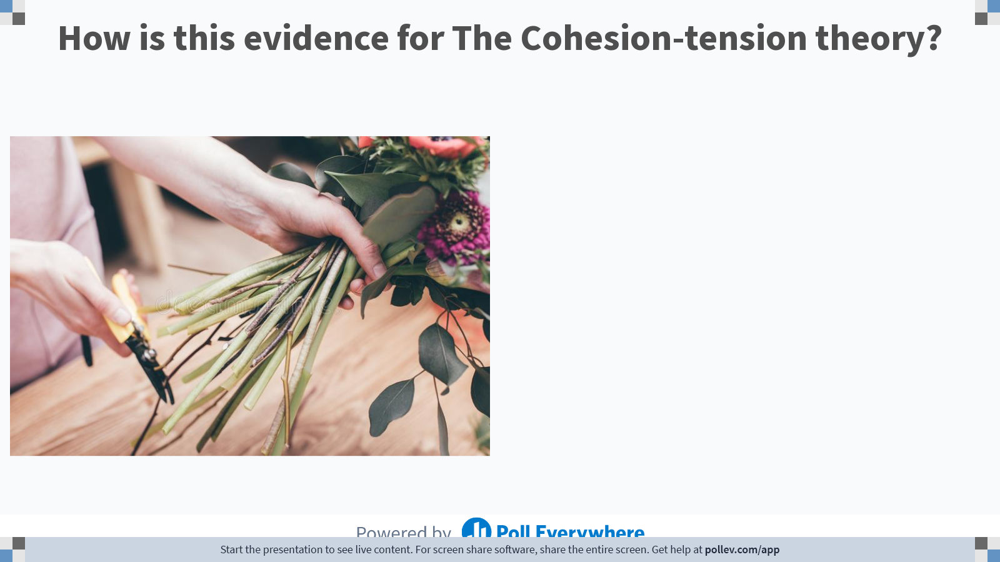 How is this evidence for The Cohesion-tension theory?
dreamstime
Powered by Poll Everywhere
Start the presentation to see live content. For screen share software, share the entire screen. Get help at pollev.com/app